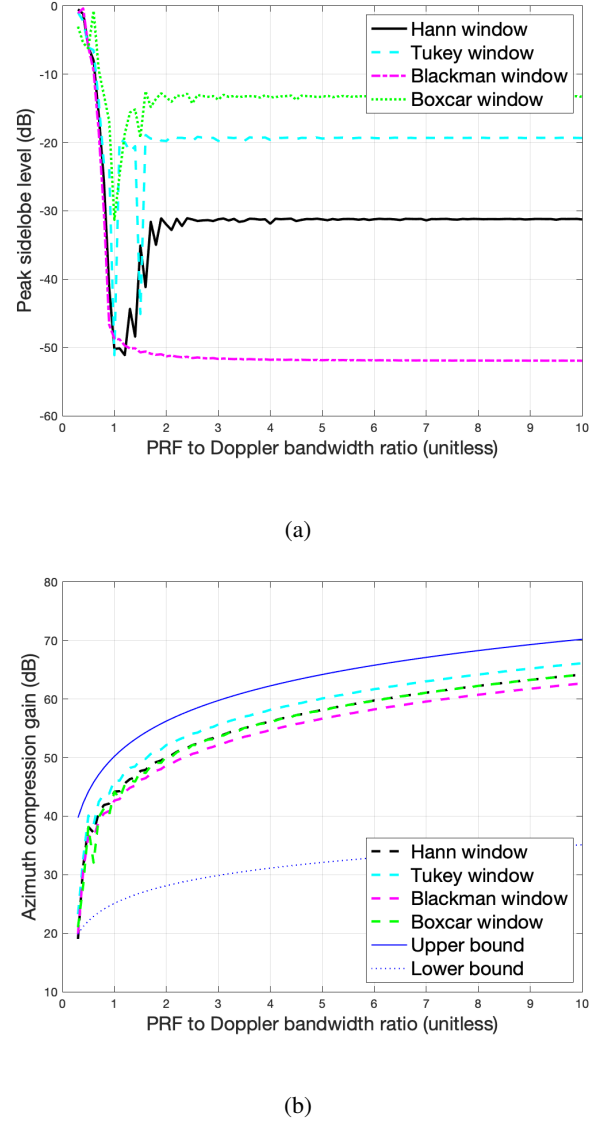 0
-10
-20
-30
-40
-50
-60
Peak sidelobe level (dB)
Hann window
Tukey window
Blackman window
Boxcar window
0 1 2 3 4 5 6 7 8 9 10
PRF to Doppler bandwidth ratio (unitless)
(a)
80
70
60
50
40
30
20
10
Azimuth compression gain (dB)
Hann window
Tukey window
Blackman window
Boxcar window
Upper bound
Lower bound
0 1 2 3 4 5 6 7 8 9 10
PRF to Doppler bandwidth ratio (unitless)
(b)